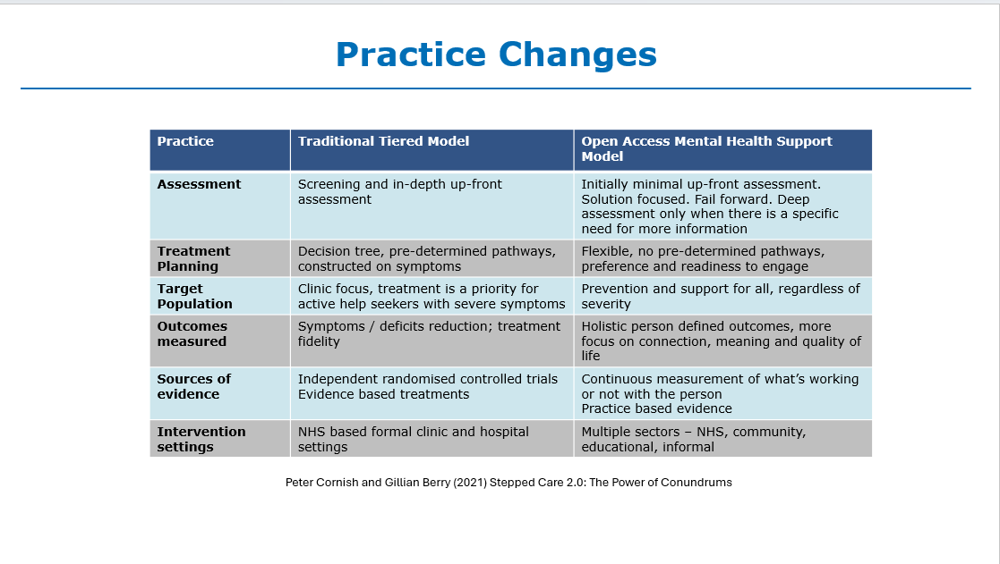 Practice Changes
Practice
Traditional Tiered Model
Open Access Mental Health Support
Model
Assessment
Screening and in-depth up-front
assessment
Initially minimal up-front assessment.
Solution focused. Fail forward. Deep
assessment only when there is a specific
need for more information
Treatment
Planning
Decision tree, pre-determined pathways,
constructed on symptoms
Flexible, no pre-determined pathways,
preference and readiness to engage
Target
Population
Clinic focus, treatment is a priority for
active help seekers with severe symptoms
Prevention and support for all, regardless of
severity
Outcomes
measured
Symptoms / deficits reduction; treatment
fidelity
Holistic person defined outcomes, more
focus on connection, meaning and quality of
life
Sources of
evidence
Independent randomised controlled trials
Evidence based treatments
Continuous measurement of what’s working
or not with the person
Practice based evidence
Intervention
settings
NHS based formal clinic and hospital
settings
Multiple sectors – NHS, community,
educational, informal
Peter Cornish and Gillian Berry (2021) Stepped Care 2.0: The Power of Conundrums